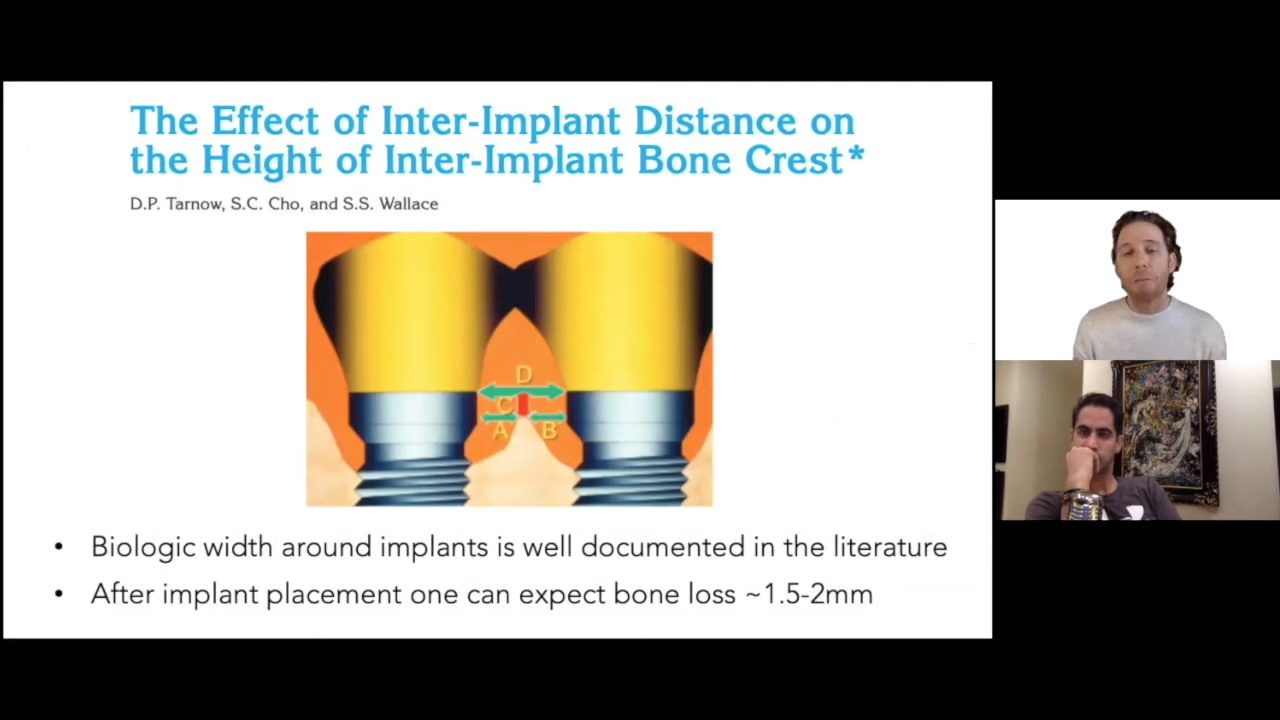 The Effect of Inter-Implant Distance on
the Height of Inter-Implant Bone Crest*
D.P. Tarnow, S.C. Cho, and S.S. Wallace
D
C
A B
• Biologic width around implants is well documented in the literature
• After implant placement one can expect bone loss ~1.5-2mm